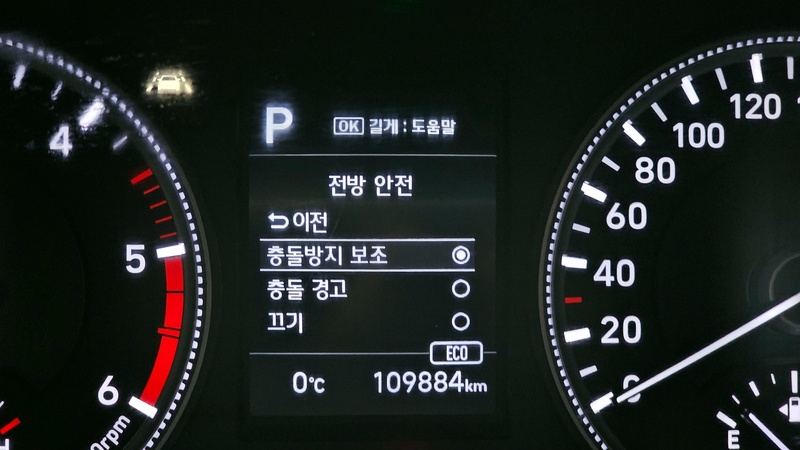 4
5
6
0rpm
P
OK 길게 : 도움말
전방 안전
이전
충돌방지 보조
충돌 경고
끄기
ECO
0℃ 109884km
120
100
80
60
40
20
0
E